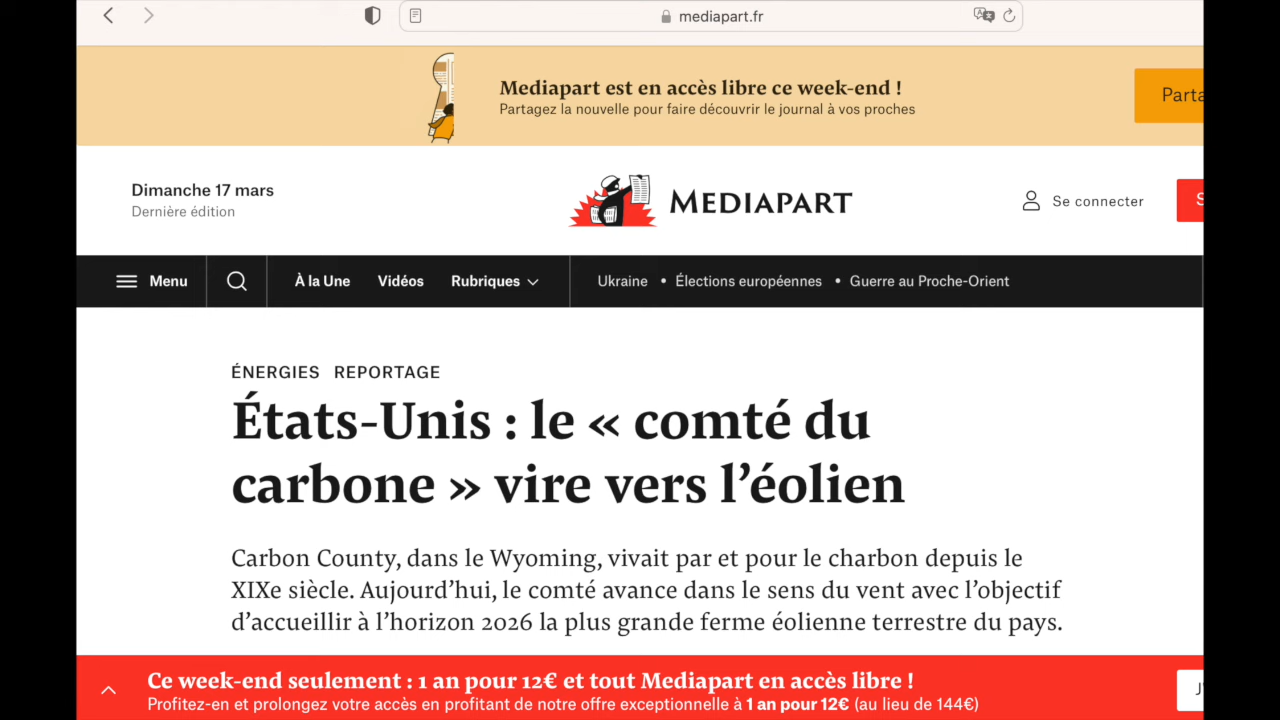 mediapart.fr
Mediapart est en accès libre ce week-end !
Partagez la nouvelle pour faire découvrir le journal à vos proches
Dimanche 17 mars
Dernière édition
MEDIAPART
Se connecter
Menu
À la Une Vidéos Rubriques
Ukraine • Élections européennes • Guerre au Proche-Orient
ÉNERGIES REPORTAGE
États-Unis : le « comté du
carbone » vire vers l’éolien
Carbon County, dans le Wyoming, vivait par et pour le charbon depuis le
XIXe siècle. Aujourd’hui, le comté avance dans le sens du vent avec l’objectif
d’accueillir à l’horizon 2026 la plus grande ferme éolienne terrestre du pays.
Ce week-end seulement : 1 an pour 12€ et tout Mediapart en accès libre !
Profitez-en et prolongez votre accès en profitant de notre offre exceptionnelle à 1 an pour 12€ (au lieu de 144€)